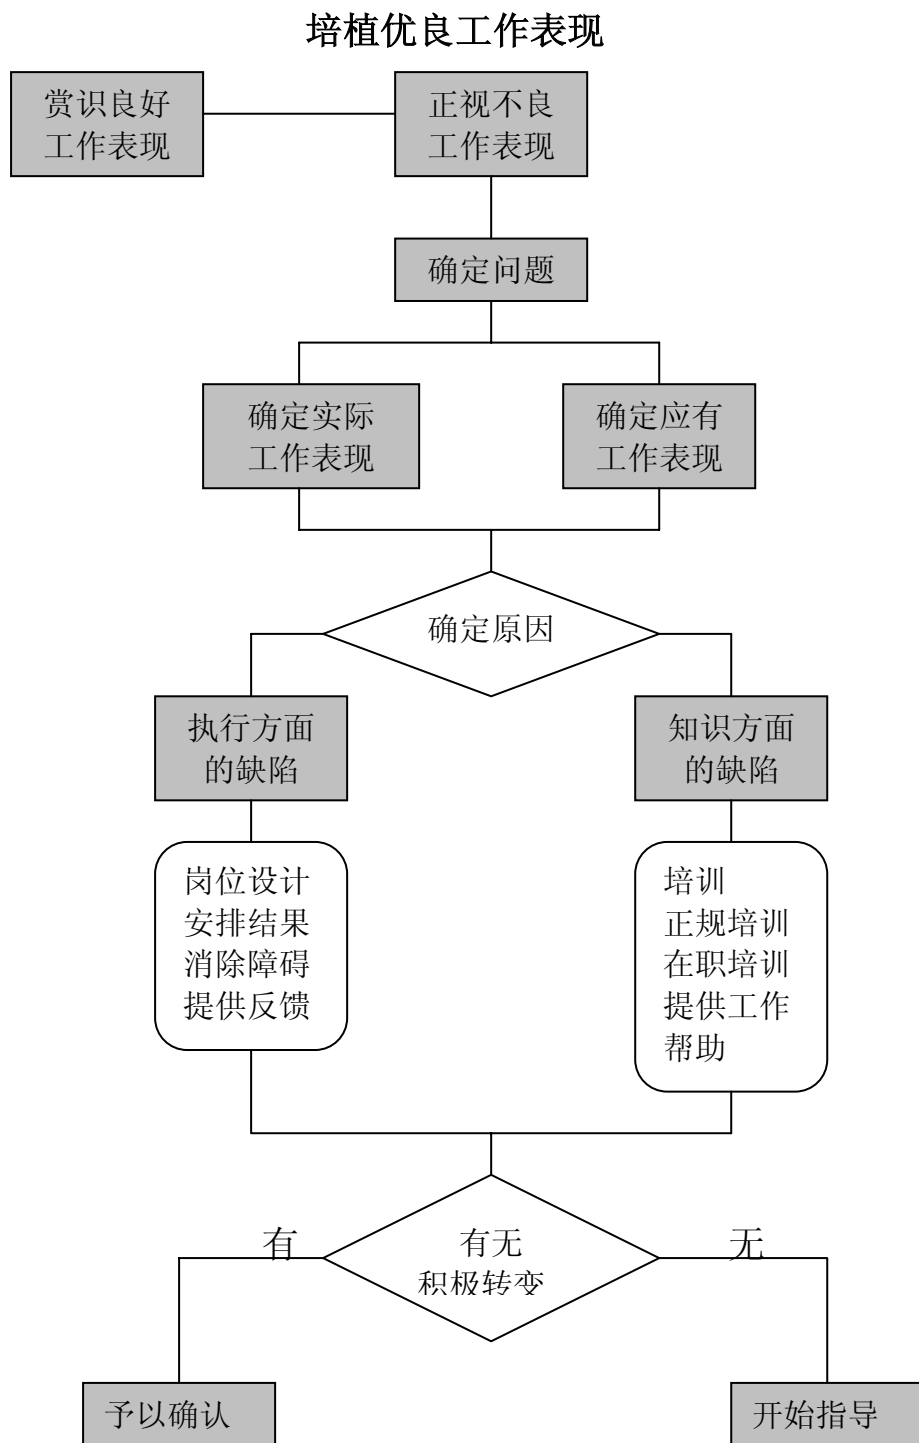 培植优良工作表现
赏识良好
工作表现
正视不良
工作表现
确定问题
确定实际
工作表现
确定应有
工作表现
确定原因
执行方面
的缺陷
知识方面
的缺陷
岗位设计
安排结果
消除障碍
提供反馈
培训
正规培训
在职培训
提供工作
帮助
有
有无
积极转变
无
予以确认
开始指导